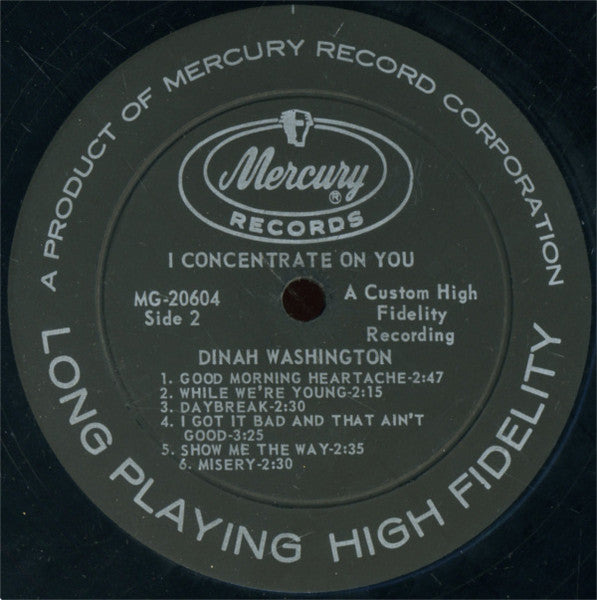 A PRODUCT OF MERCURY RECORD CORPORATION
Mercury
®
RECORDS
I CONCENTRATE ON YOU
MG-20604
Side 2
A Custom High
Fidelity
Recording
DINAH WASHINGTON
1. GOOD MORNING HEARTACHE-2:47
2. WHILE WE'RE YOUNG-2:15
3. DAYBREAK-2:30
4. I GOT IT BAD AND THAT AIN'T
GOOD-3:25
5. SHOW ME THE WAY-2:35
6. MISERY-2:30
LONG PLAYING HIGH FIDELITY